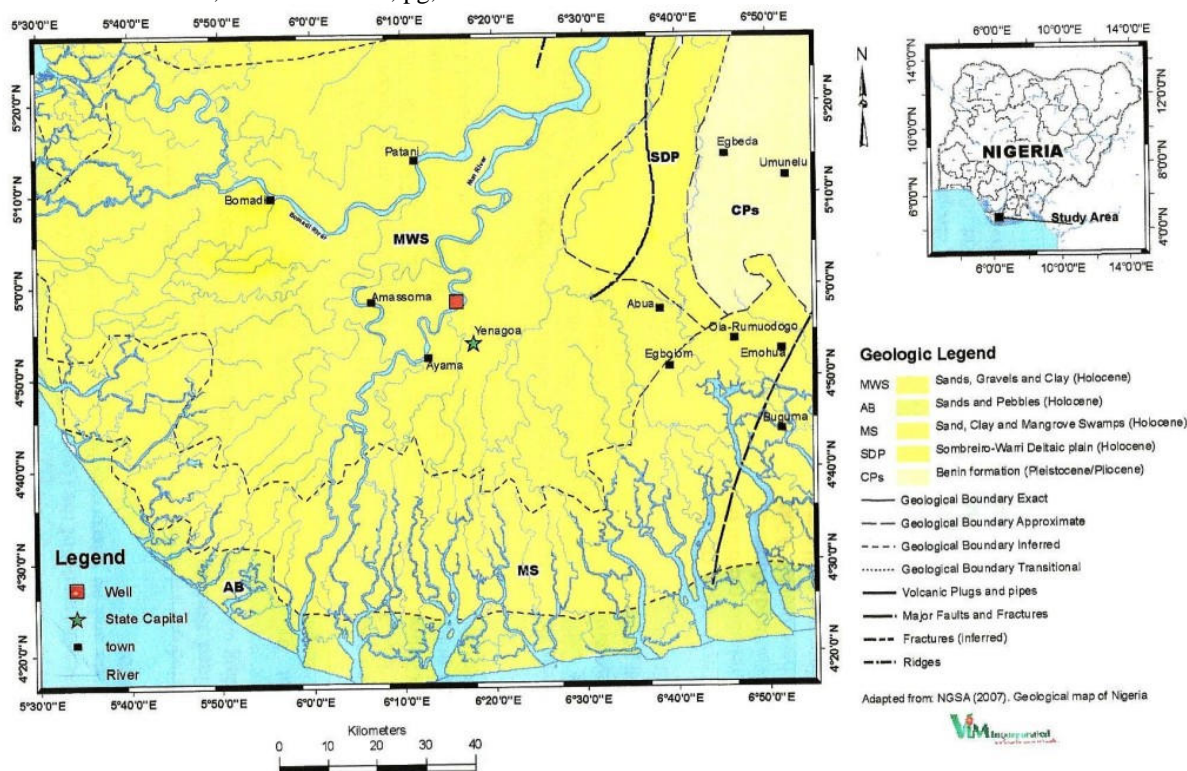 5°30'0"E 5°40'0"E 5°50'0"E 6°0'0"E 6°10'0"E 6°20'0"E 6°30'0"E 6°40'0"E 6°50'0"E
5°20'0"N
5°10'0"N
5°0'0"N
4°50'0"N
4°40'0"N
4°30'0"N
4°20'0"N
Patani
Bomadi
Bomadi River
Nun River
MWS
SDP
Egbeda
Umunelu
CPs
Amassoma
Yenagoa
Ayama
Abua
Ola-Rumuodogo
Egbolom
Emohua
Buguma
AB
MS
Legend
Well
State Capital
town
River
5°20'0"N
5°10'0"N
5°0'0"N
4°50'0"N
4°40'0"N
4°30'0"N
4°20'0"N
5°30'0"E 5°40'0"E 5°50'0"E 6°0'0"E 6°10'0"E 6°20'0"E 6°30'0"E 6°40'0"E 6°50'0"E
Kilometers
0 10 20 30 40
N
6°0'0"E 10°0'0"E 14°0'0"E
14°0'0"N
10°0'0"N
6°0'0"N
NIGERIA
Study Area
12°0'0"N
8°0'0"N
4°0'0"N
6°0'0"E 10°0'0"E 14°0'0"E
Geologic Legend
MWS Sands, Gravels and Clay (Holocene)
AB Sands and Pebbles (Holocene)
MS Sand, Clay and Mangrove Swamps (Holocene)
SDP Sombreiro-Warri Deltaic plain (Holocene)
CPs Benin formation (Pleistocene/Pliocene)
Geological Boundary Exact
Geological Boundary Approximate
Geological Boundary Inferred
Geological Boundary Transitional
Volcanic Plugs and pipes
Major Faults and Fractures
Fractures (inferred)
Ridges
Adapted from: NGSA (2007). Geological map of Nigeria
ViM Incorporated